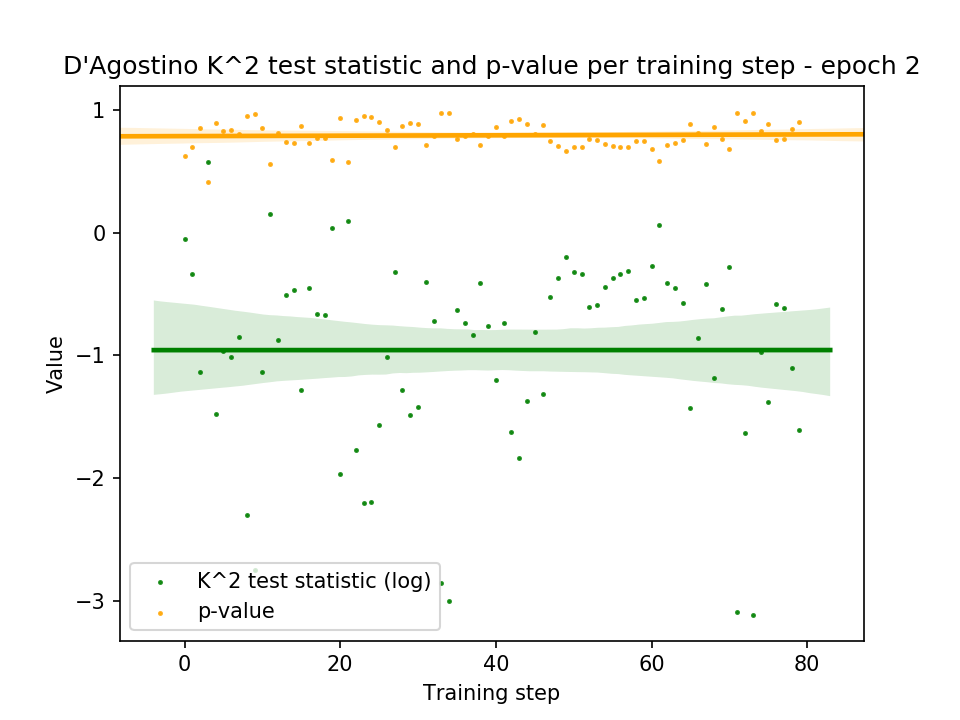 D'Agostino K^2 test statistic and p-value per training step - epoch 2
1
0
−1
−2
−3
Value
K^2 test statistic (log)
p-value
0 20 40 60 80
Training step